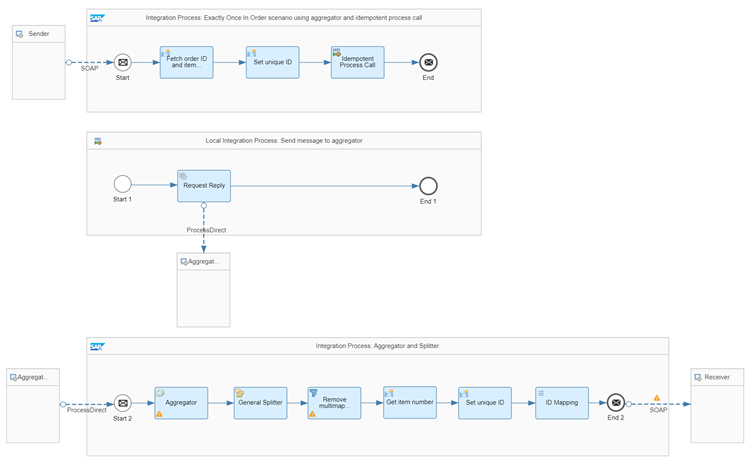 SAP
Integration Process: Exactly Once In Order scenario using aggregator and idempotent process call
Sender
SOAP
Start
Fetch order ID
and item...
Set unique ID
Idempotent
Process Call
End
Local Integration Process: Send message to aggregator
Start 1
Request Reply
End 1
ProcessDirect
Aggregat...
SAP
Integration Process: Aggregator and Splitter
Aggregat...
ProcessDirect
Start 2
Aggregator
General Splitter
Remove
multimap...
Get item number
Set unique ID
ID Mapping
End 2
SOAP
Receiver